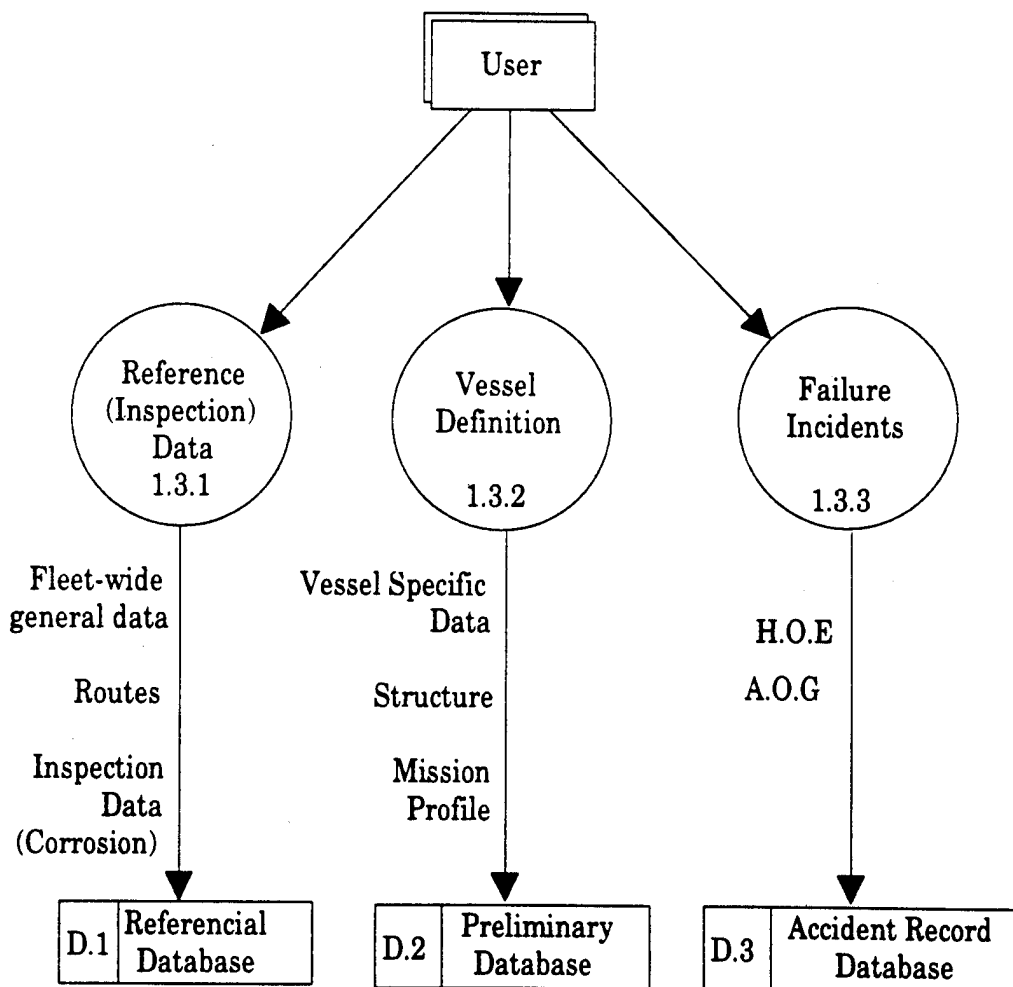 User
Reference
(Inspection)
Data
1.3.1
Vessel
Definition
1.3.2
Failure
Incidents
1.3.3
Fleet-wide
general data
Routes
Inspection
Data
(Corrosion)
Vessel Specific
Data
Structure
Mission
Profile
H.O.E
A.O.G
D.1
Referencial
Database
D.2
Preliminary
Database
D.3
Accident Record
Database